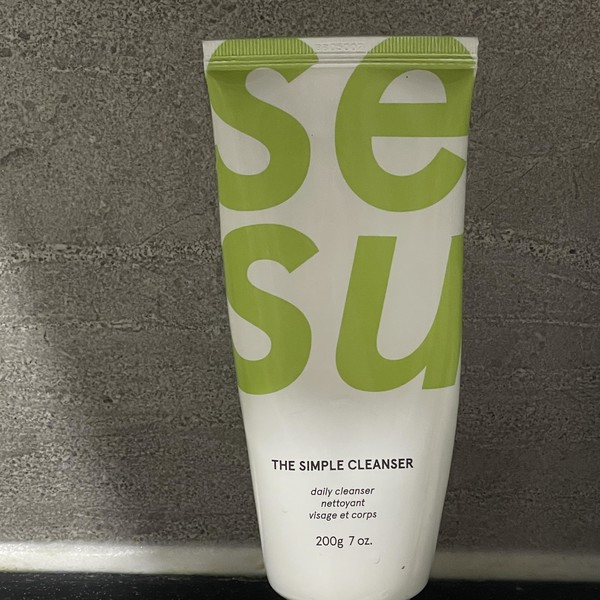 se
su
THE SIMPLE CLEANSER
daily cleanser
nettoyant
visage et corps
200g 7 oz.